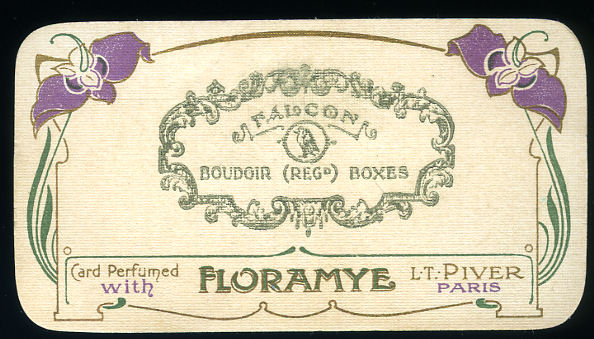 FALCON
BOUDOIR (REGD) BOXES
Card Perfumed with
FLORAMYE
L.T. PIVER
PARIS